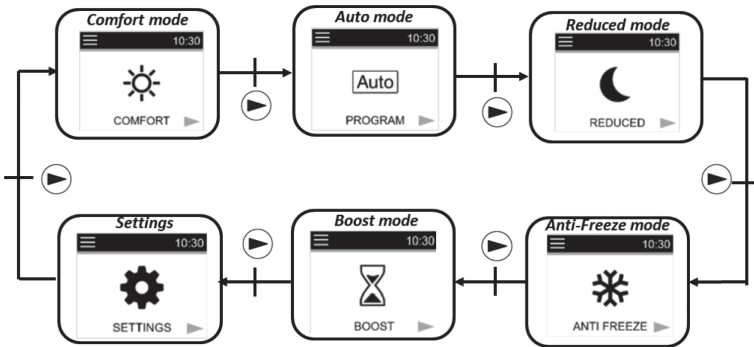 Comfort mode
10:30
COMFORT
Auto mode
10:30
Auto
PROGRAM
Reduced mode
10:30
REDUCED
Settings
10:30
SETTINGS
Boost mode
10:30
BOOST
Anti-Freeze mode
10:30
ANTI FREEZE